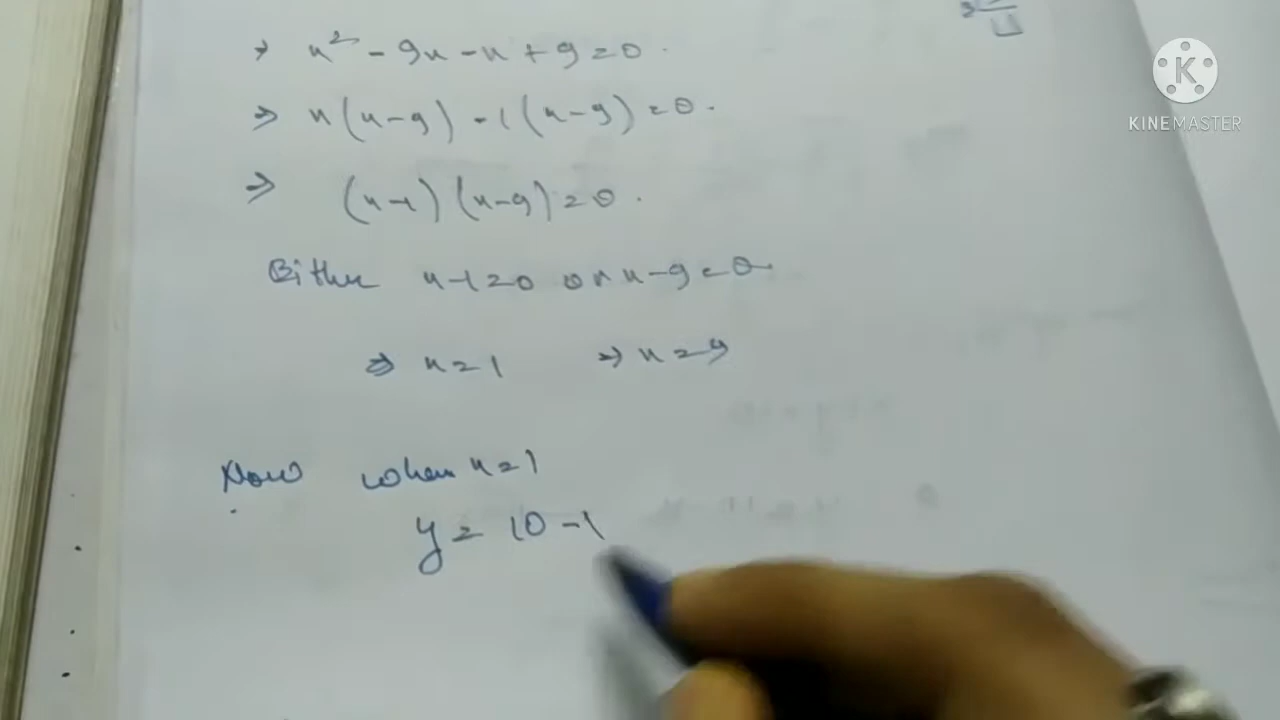 ⇒ x² - 9x - x + 9 = 0.
⇒ x(x-9) - 1(x-9) = 0.
⇒ (x-1)(x-9) = 0.
Either x-1=0 or x-9=0
⇒ x=1 ⇒ x=9
Now when x=1
y = 10-1
KINEMASTER